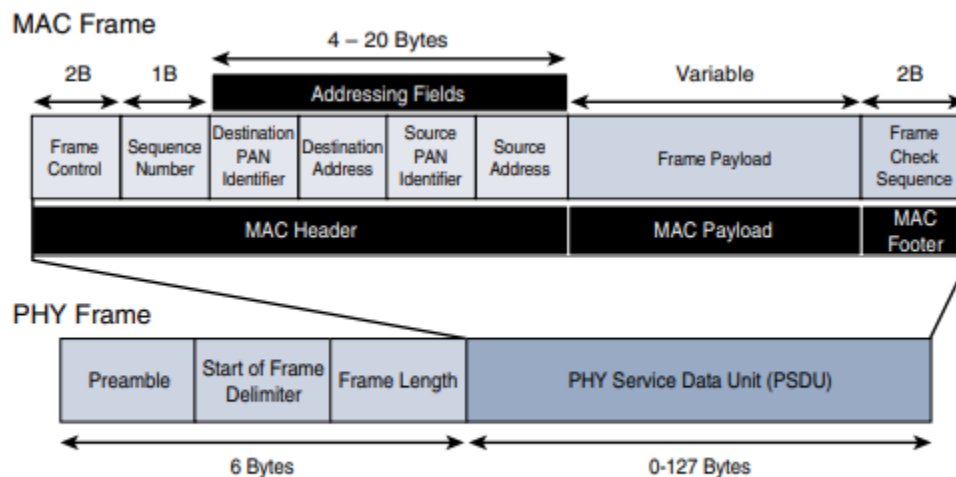 MAC Frame
4 – 20 Bytes
2B
1B
Variable
2B
Addressing Fields
Frame
Control
Sequence
Number
Destination
PAN
Identifier
Destination
Address
Source
PAN
Identifier
Source
Address
Frame Payload
Frame
Check
Sequence
MAC Header
MAC Payload
MAC
Footer
PHY Frame
Preamble
Start of Frame
Delimiter
Frame Length
PHY Service Data Unit (PSDU)
6 Bytes
0-127 Bytes